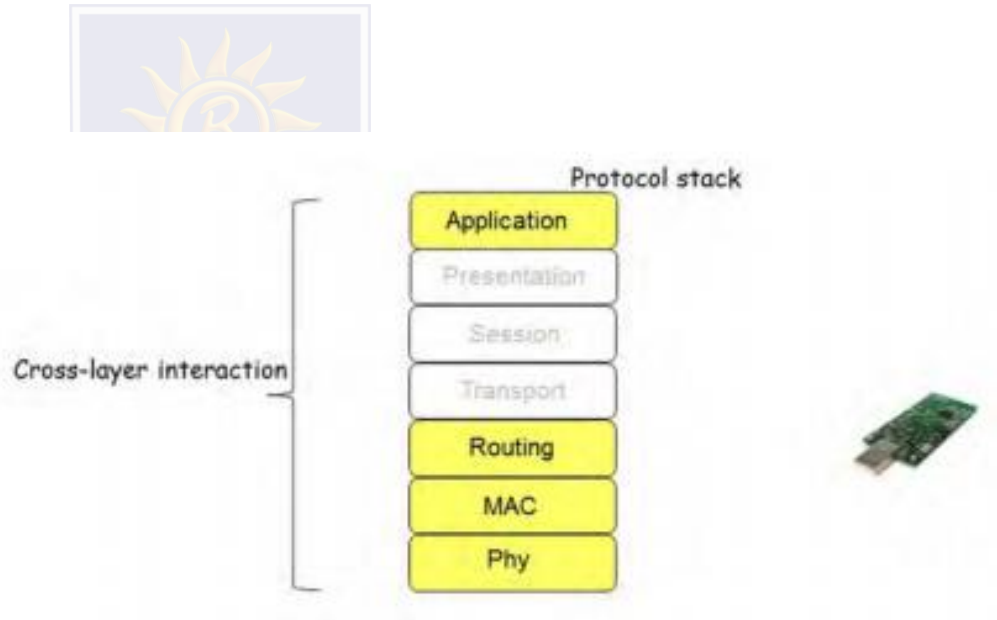 R
Protocol stack
Application
Presentation
Session
Cross-layer interaction
Transport
Routing
MAC
Phy